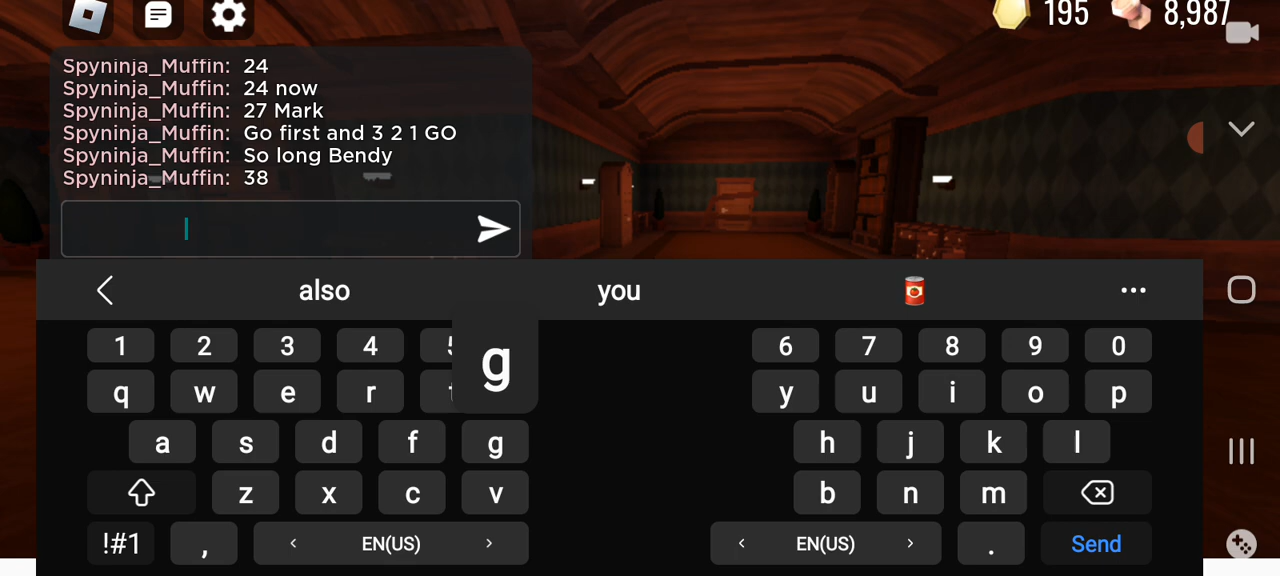 195 8,987
Spyninja_Muffin: 24
Spyninja_Muffin: 24 now
Spyninja_Muffin: 27 Mark
Spyninja_Muffin: Go first and 3 2 1 GO
Spyninja_Muffin: So long Bendy
Spyninja_Muffin: 38
also you
1 2 3 4 5 6 7 8 9 0
g
q w e r t y u i o p
a s d f g h j k l
z x c v b n m
!#1 , EN(US) EN(US) . Send